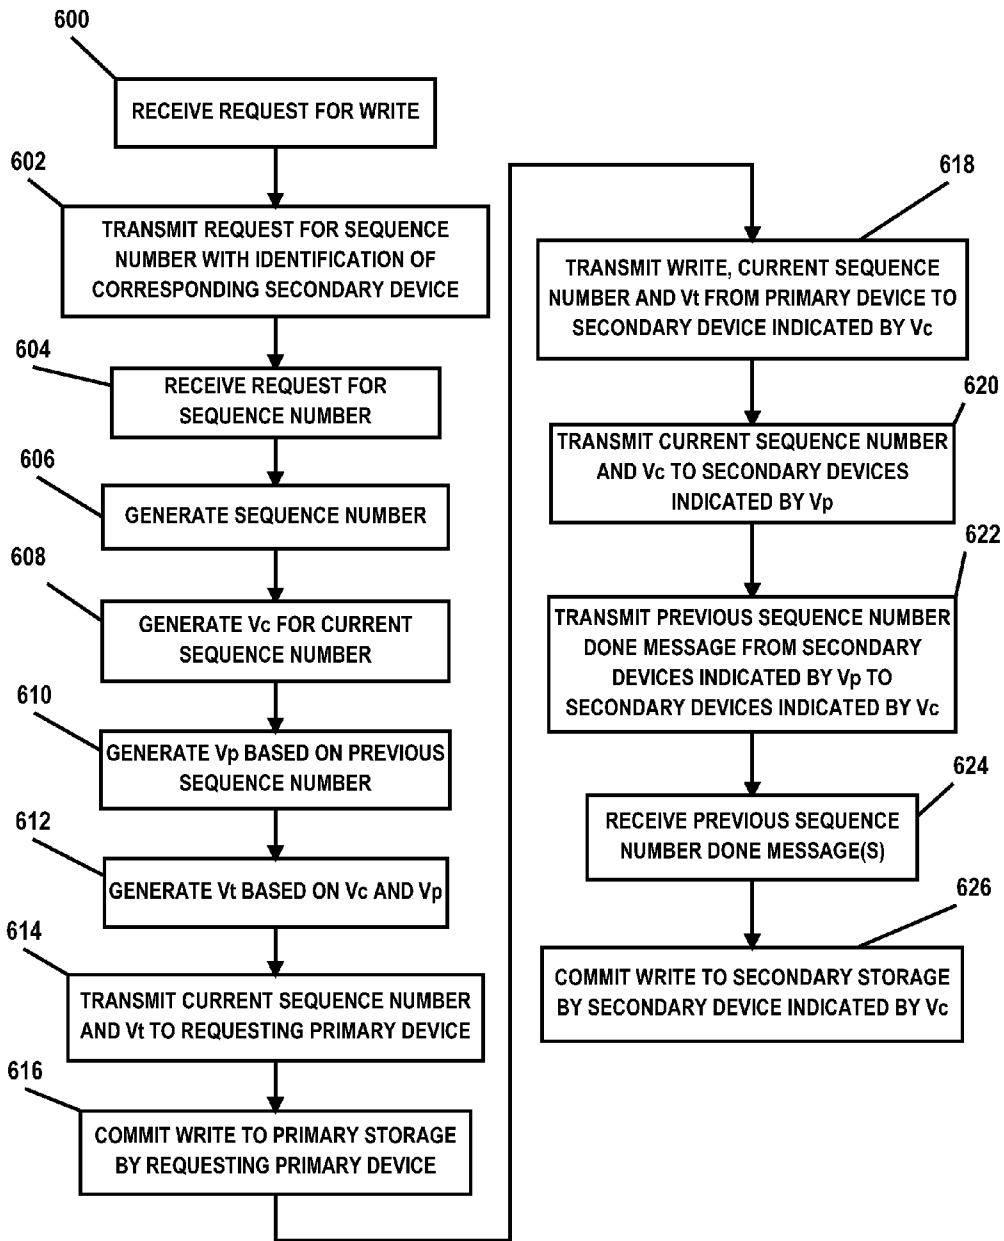 600
RECEIVE REQUEST FOR WRITE
602
TRANSMIT REQUEST FOR SEQUENCE
NUMBER WITH IDENTIFICATION OF
CORRESPONDING SECONDARY DEVICE
604
RECEIVE REQUEST FOR
SEQUENCE NUMBER
606
GENERATE SEQUENCE NUMBER
608
GENERATE Vc FOR CURRENT
SEQUENCE NUMBER
610
GENERATE Vp BASED ON PREVIOUS
SEQUENCE NUMBER
612
GENERATE Vt BASED ON Vc AND Vp
614
TRANSMIT CURRENT SEQUENCE NUMBER
AND Vt TO REQUESTING PRIMARY DEVICE
616
COMMIT WRITE TO PRIMARY STORAGE
BY REQUESTING PRIMARY DEVICE
618
TRANSMIT WRITE, CURRENT SEQUENCE
NUMBER AND Vt FROM PRIMARY DEVICE TO
SECONDARY DEVICE INDICATED BY Vc
620
TRANSMIT CURRENT SEQUENCE NUMBER
AND Vc TO SECONDARY DEVICES
INDICATED BY Vp
622
TRANSMIT PREVIOUS SEQUENCE NUMBER
DONE MESSAGE FROM SECONDARY
DEVICES INDICATED BY Vp TO
SECONDARY DEVICES INDICATED BY Vc
624
RECEIVE PREVIOUS SEQUENCE
NUMBER DONE MESSAGE(S)
626
COMMIT WRITE TO SECONDARY STORAGE
BY SECONDARY DEVICE INDICATED BY Vc